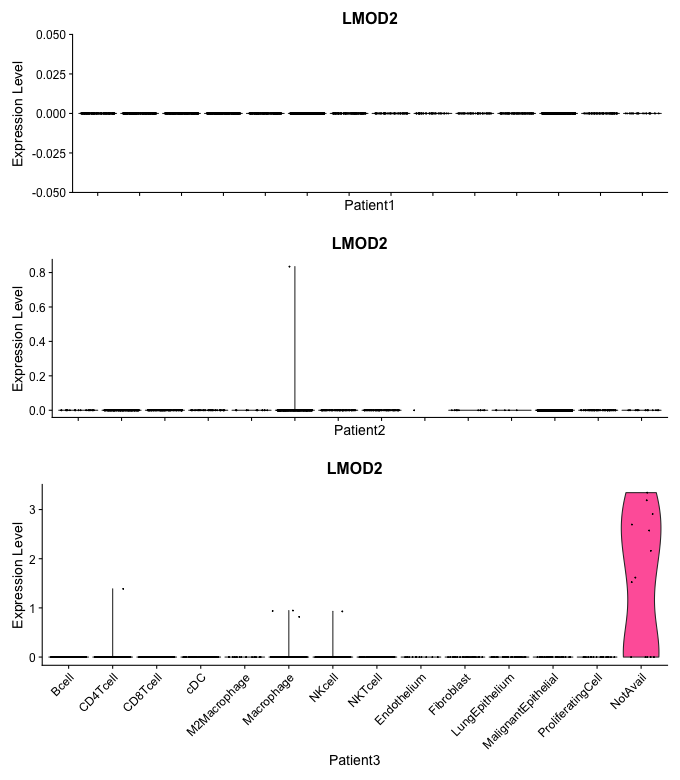 LMOD2
0.050
0.025
0.000
-0.025
-0.050
Expression Level
Patient1
LMOD2
0.8
0.6
0.4
0.2
0.0
Expression Level
Patient2
LMOD2
3
2
1
0
Expression Level
Bcell
CD4Tcell
CD8Tcell
cDC
M2Macrophage
Macrophage
NKcell
NKTcell
Endothelium
Fibroblast
LungEpithelium
MalignantEpithelial
ProliferatingCell
NotAvail
Patient3